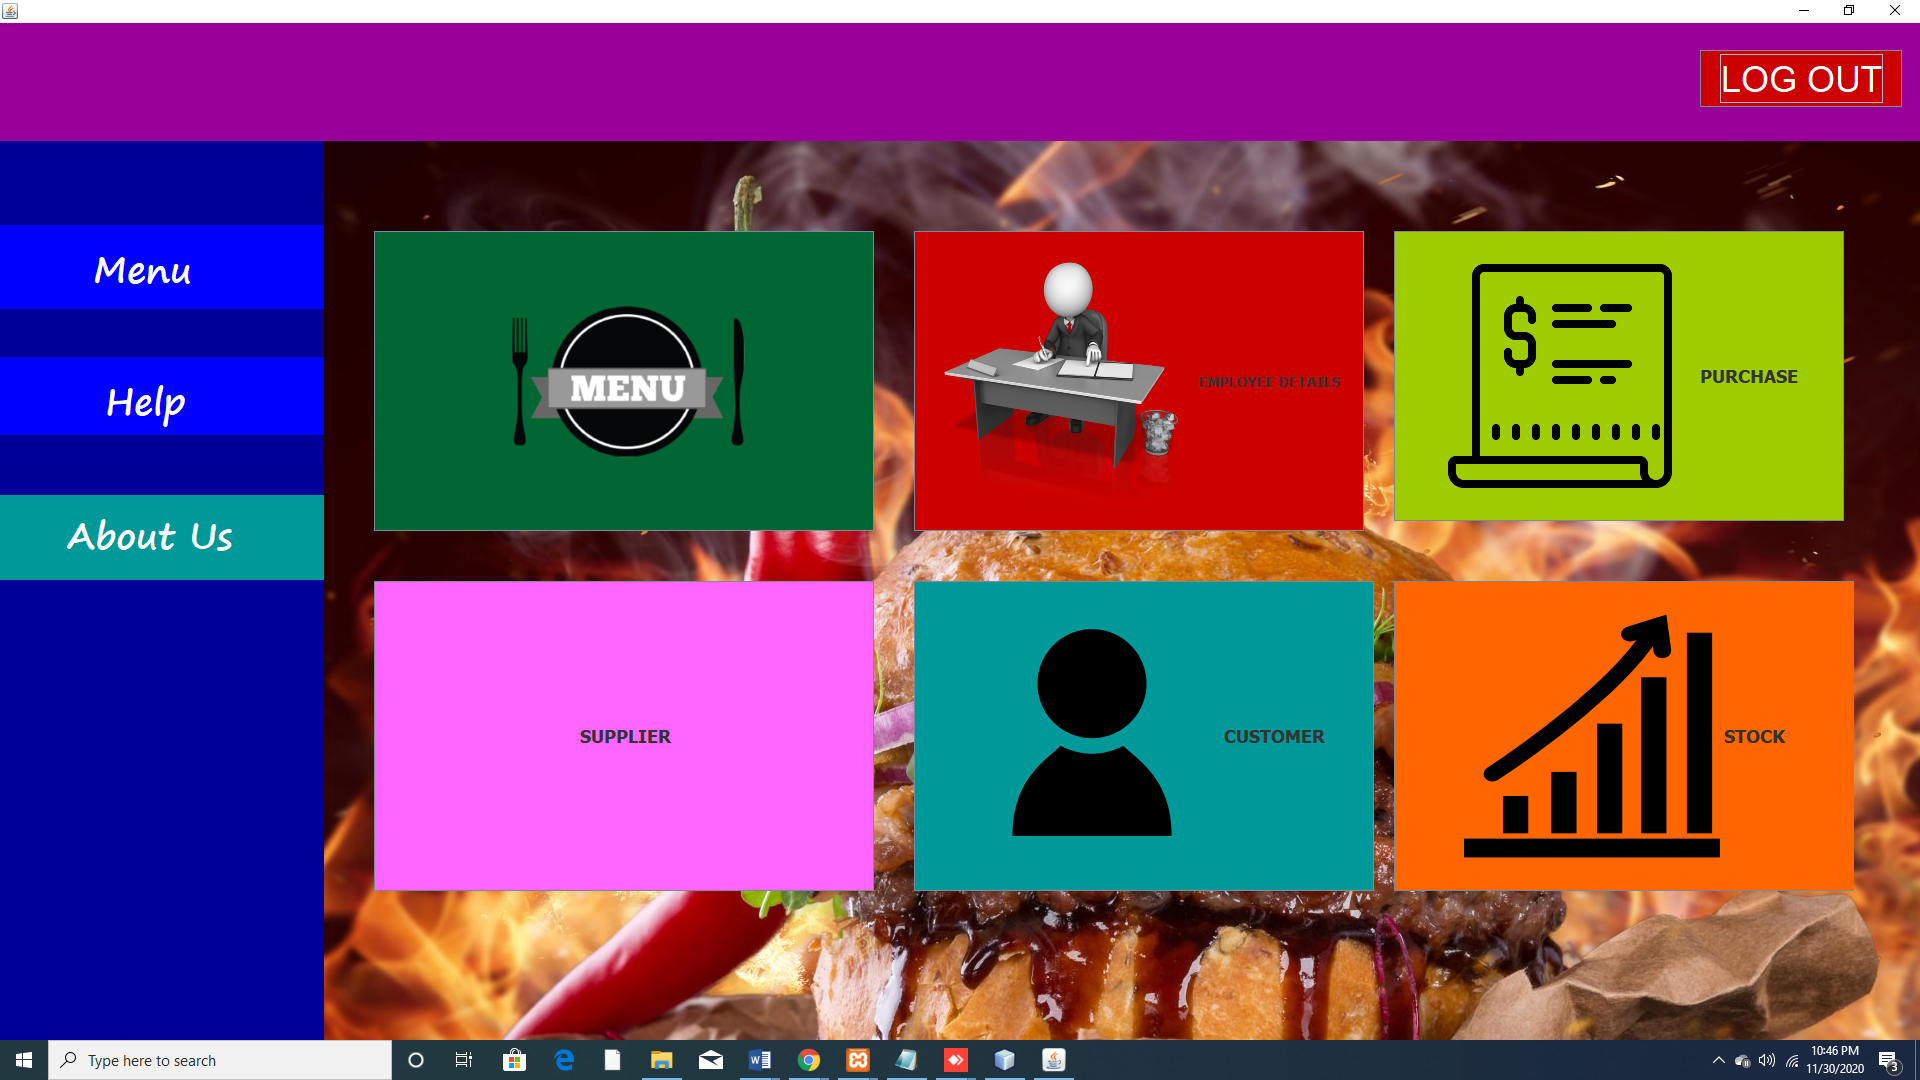 LOG OUT
Menu
Help
About Us
MENU
EMPLOYEE DETAILS
$
PURCHASE
SUPPLIER
CUSTOMER
STOCK
Type here to search
W
10:46 PM
11/30/2020
3